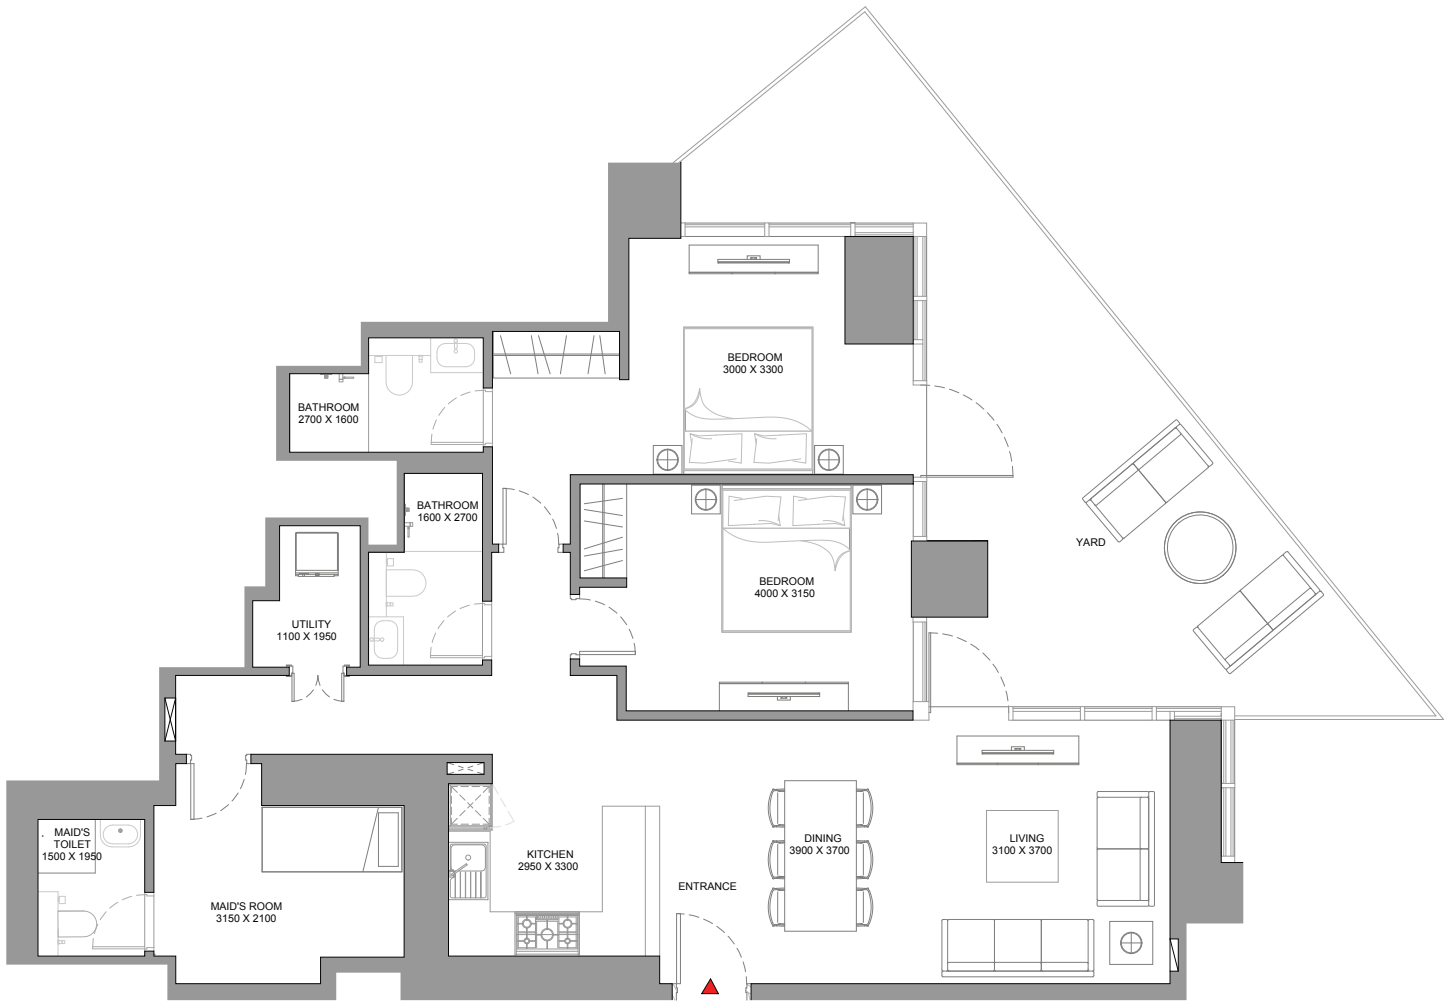 BEDROOM
3000 X 3300
BATHROOM
2700 X 1600
BATHROOM
1600 X 2700
YARD
BEDROOM
4000 X 3150
UTILITY
1100 X 1950
MAID'S
TOILET
1500 X 1950
KITCHEN
2950 X 3300
DINING
3900 X 3700
LIVING
3100 X 3700
ENTRANCE
MAID'S ROOM
3150 X 2100